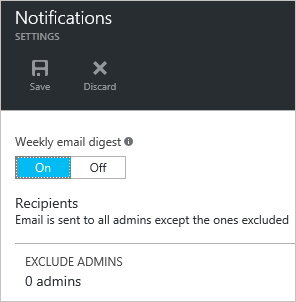 Notifications
SETTINGS
Save Discard
Weekly email digest
On Off
Recipients
Email is sent to all admins except the ones excluded
EXCLUDE ADMINS
0 admins